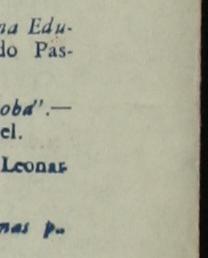 na Edu-
do Pas-
oba".—
el.
Leonar-
nas p..